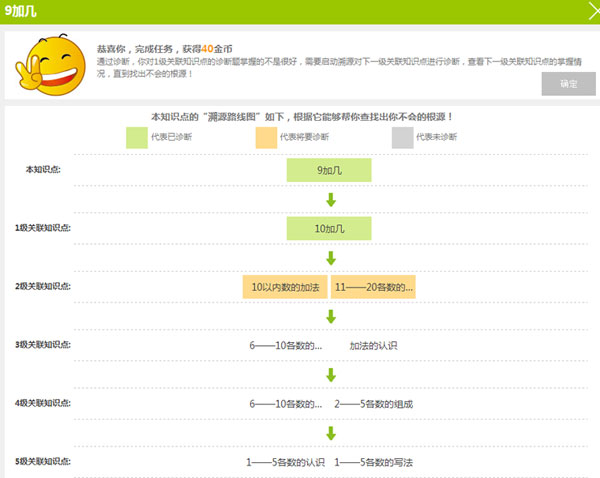 9加几
恭喜你，完成任务，获得40金币
通过诊断，你对1级关联知识点的诊断题掌握的不是很好，需要启动溯源对下一级关联知识点进行诊断，查看下一级关联知识点的掌握情
况，直到找出不会的根源！
确定
本知识点的“溯源路线图”如下，根据它能够帮你查找出你不会的根源！
代表已诊断 代表将要诊断 代表未诊断
本知识点: 9加几
1级关联知识点: 10加几
2级关联知识点: 10以内数的加法 11——20各数的...
3级关联知识点: 6——10各数的... 加法的认识
4级关联知识点: 6——10各数的... 2——5各数的组成
5级关联知识点: 1——5各数的认识 1——5各数的写法